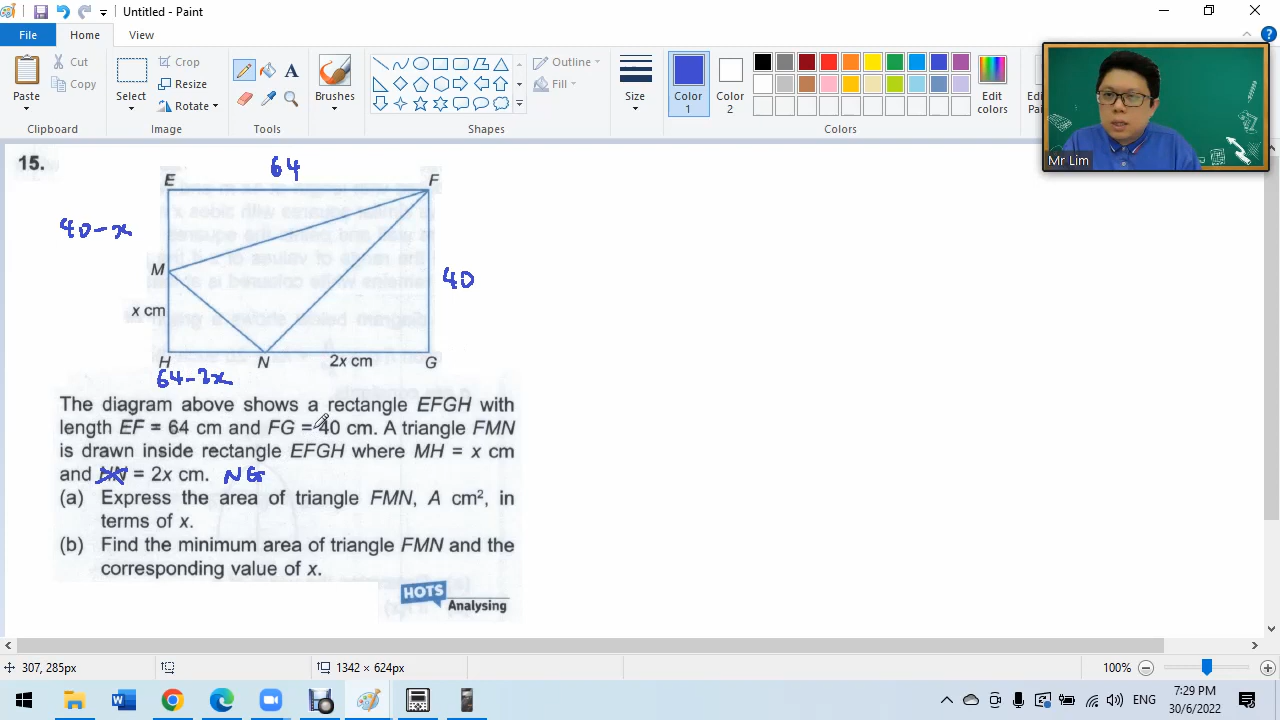 Untitled - Paint
File
Home
View
Paste
Cut
Copy
Clipboard
Select
Crop
Resize
Rotate
Image
A
Tools
Brushes
Shapes
Outline
Fill
Size
Color
1
Color
2
Edit
colors
Colors
Edit
Mr Lim
15.
64
E
F
40-x
M
40
x cm
H
N
2x cm
G
64-2x
The diagram above shows a rectangle EFGH with
length EF = 64 cm and FG = 40 cm. A triangle FMN
is drawn inside rectangle EFGH where MH = x cm
and = 2x cm. NG
(a) Express the area of triangle FMN, A cm², in
terms of x.
(b) Find the minimum area of triangle FMN and the
corresponding value of x.
HOTS
Analysing
307, 285px
1342 × 624px
100%
ENG
7:29 PM
30/6/2022